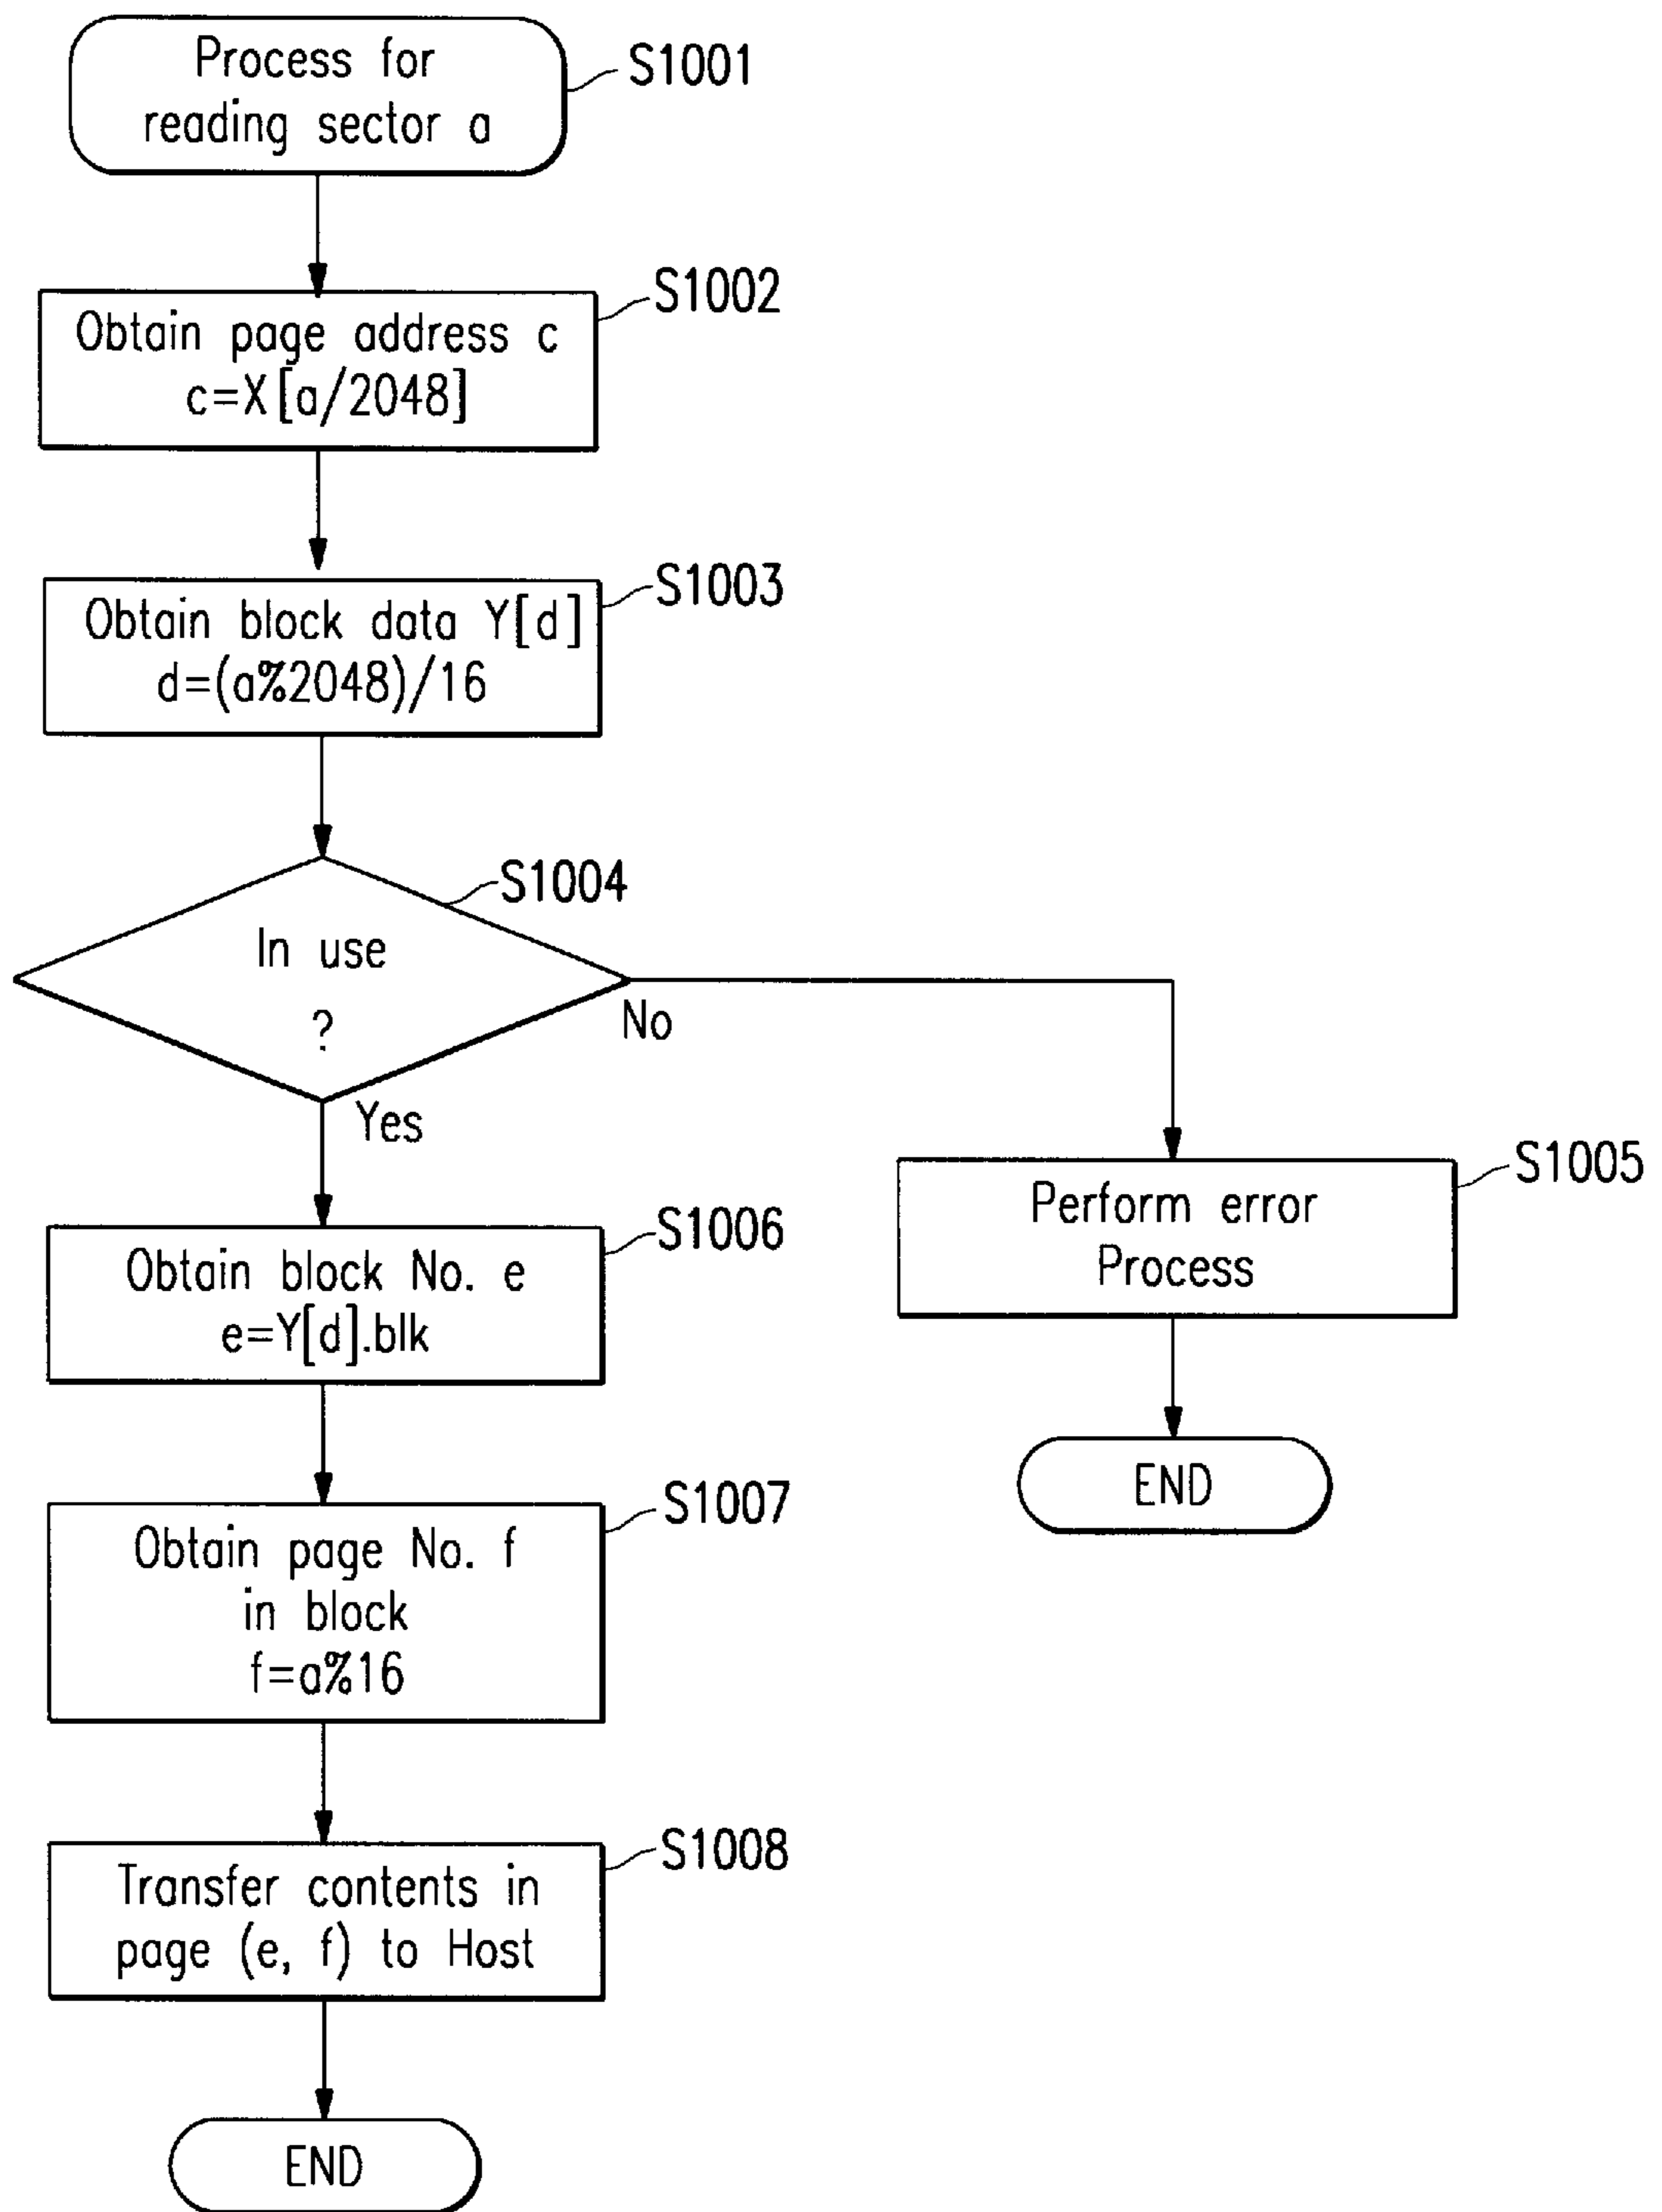 Process for
reading sector a
S1001
Obtain page address c
c=X[a/2048]
S1002
Obtain block data Y[d]
d=(a%2048)/16
S1003
In use
?
S1004
No
Yes
Perform error
Process
S1005
END
Obtain block No. e
e=Y[d].blk
S1006
Obtain page No. f
in block
f=a%16
S1007
Transfer contents in
page (e, f) to Host
S1008
END